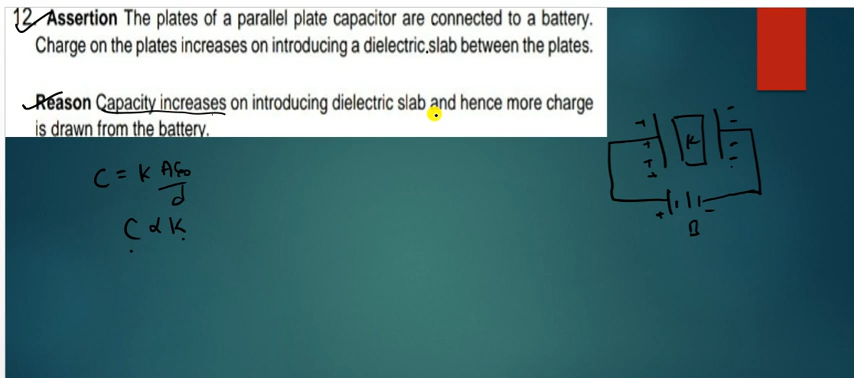 12. Assertion The plates of a parallel plate capacitor are connected to a battery.
Charge on the plates increases on introducing a dielectric slab between the plates.
Reason Capacity increases on introducing dielectric slab and hence more charge
is drawn from the battery.
C = K Aε₀/d
C α K
+ + + +
K
- - - - -
+ -
B